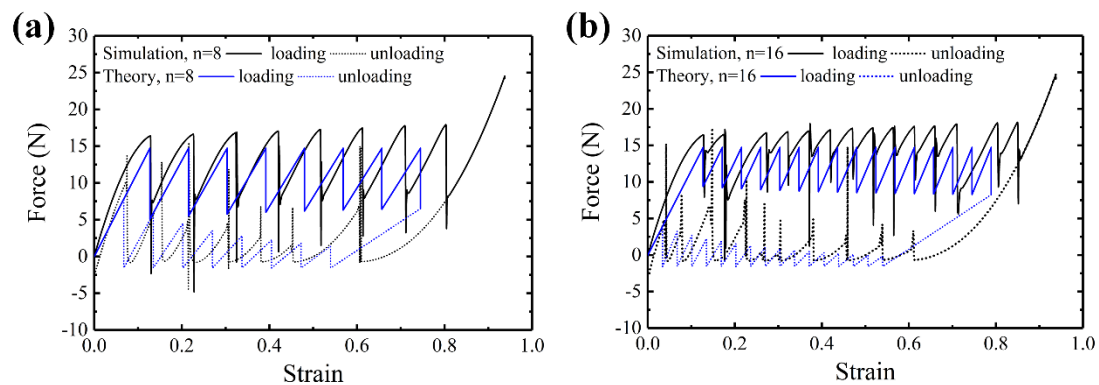 (a)
Simulation, n=8 loading unloading
Theory, n=8 loading unloading
Force (N)
30
25
20
15
10
5
0
-5
-10
0.0 0.2 0.4 0.6 0.8 1.0
Strain
(b)
Simulation, n=16 loading unloading
Theory, n=16 loading unloading
Force (N)
30
25
20
15
10
5
0
-5
-10
0.0 0.2 0.4 0.6 0.8 1.0
Strain